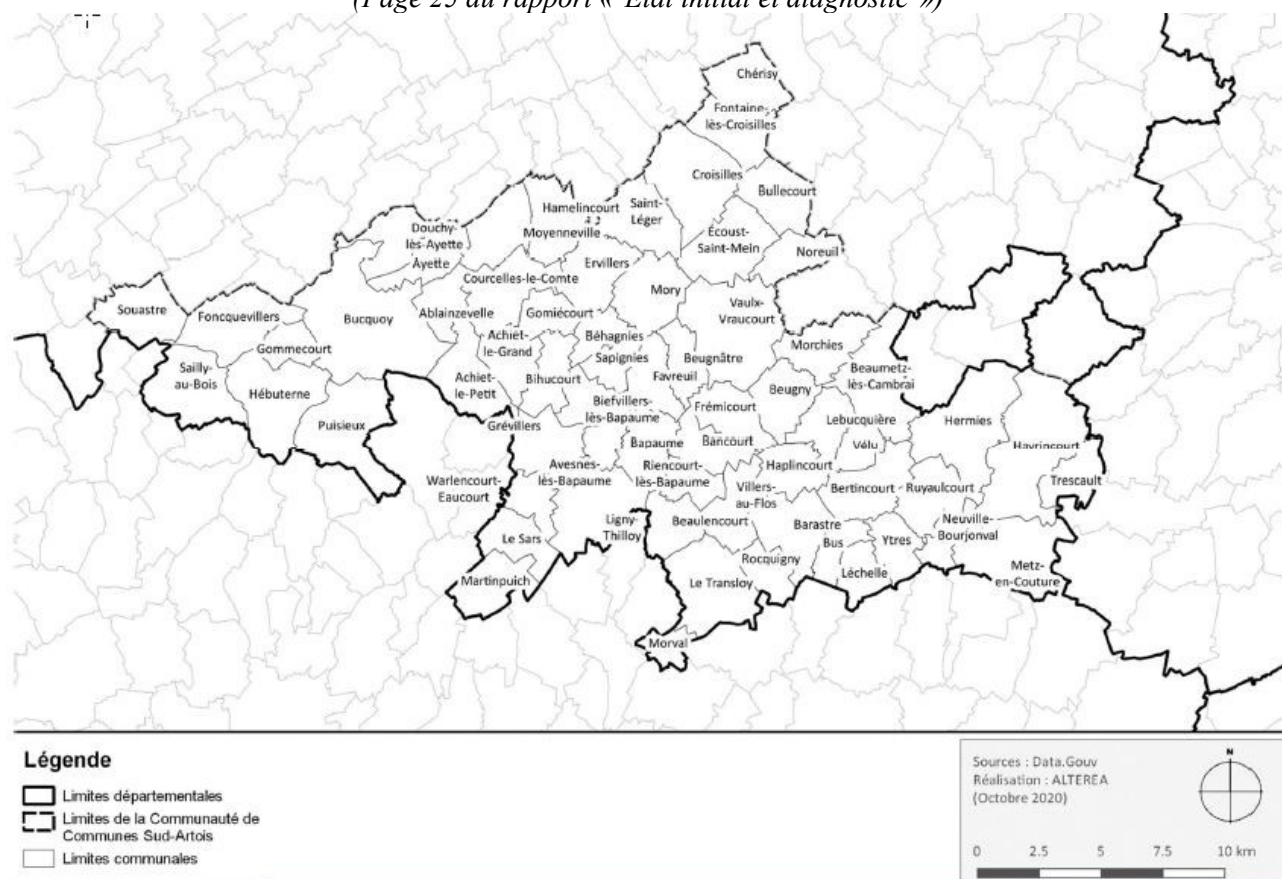 (Page 25 du rapport « Etat initial et diagnostic »)
Chérisy
Fontaine-
lès-Croisilles
Croisilles
Bullecourt
Hamelincourt
Saint-
Léger
Douchy-
lès-Ayette
Moyenneville
Écoust-
Saint-Mein
Noreuil
Ayette
Ervillers
Courcelles-le-Comte
Mory
Souastre
Foncquevillers
Bucquoy
Ablainzevelle
Gomiécourt
Vaulx-
Vraucourt
Achiet-
le-Grand
Béhagnies
Morchies
Gommecourt
Sapignies
Beugnâtre
Sailly-
au-Bois
Hébuterne
Achiet-
le-Petit
Bihucourt
Favreuil
Beugny
Beaumetz-
lès-Cambrai
Biefvillers-
lès-Bapaume
Frémicourt
Puisieux
Grévillers
Lebucquière
Hermies
Bapaume
Bancourt
Vélu
Havrincourt
Warlencourt-
Eaucourt
Avesnes-
lès-Bapaume
Riencourt-
lès-Bapaume
Haplincourt
Villers-
au-Flos
Bertincourt
Ruyaulcourt
Trescault
Le Sars
Ligny-
Thilloy
Beaulencourt
Barastre
Bus
Ytres
Neuville-
Bourjonval
Martinpuich
Rocquigny
Le Transloy
Léchelle
Metz-
en-Couture
Morval
Légende
Limites départementales
Limites de la Communauté de
Communes Sud-Artois
Limites communales
Sources : Data.Gouv
Réalisation : ALTEREA
(Octobre 2020)
N
0 2.5 5 7.5 10 km